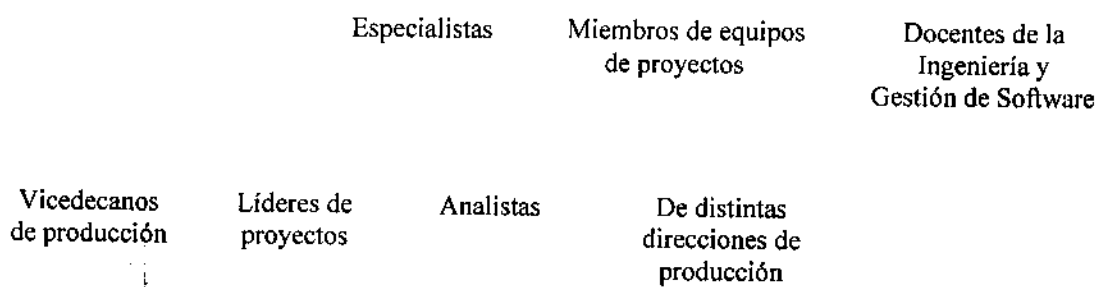 Especialistas
Miembros de equipos
de proyectos
Docentes de la
Ingeniería y
Gestión de Software
Vicedecanos
de producción
Líderes de
proyectos
Analistas
De distintas
direcciones de
producción